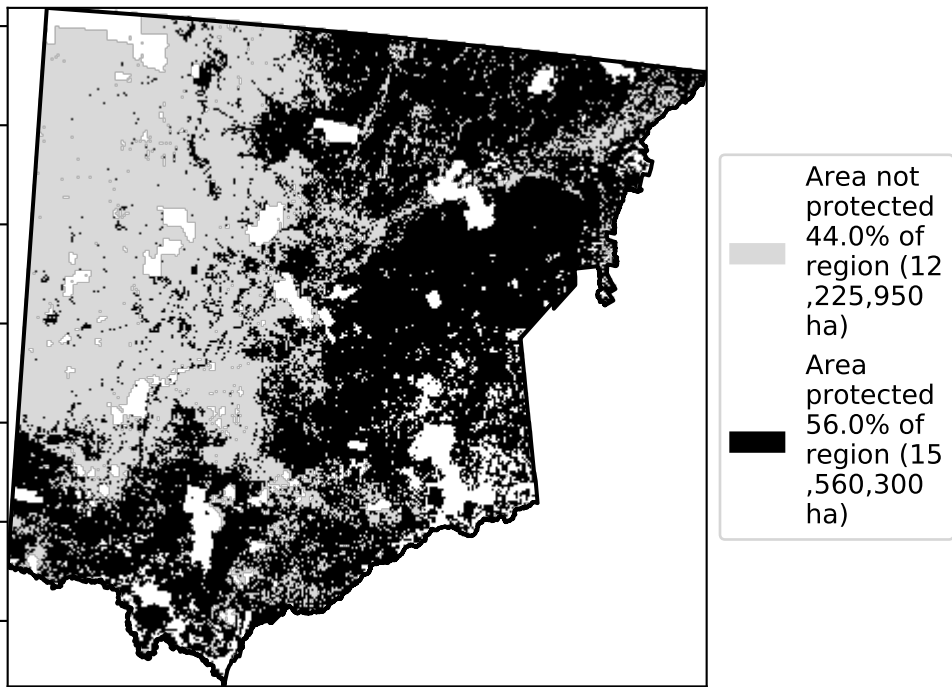 Area not
protected
44.0% of
region (12
,225,950
ha)
Area
protected
56.0% of
region (15
,560,300
ha)